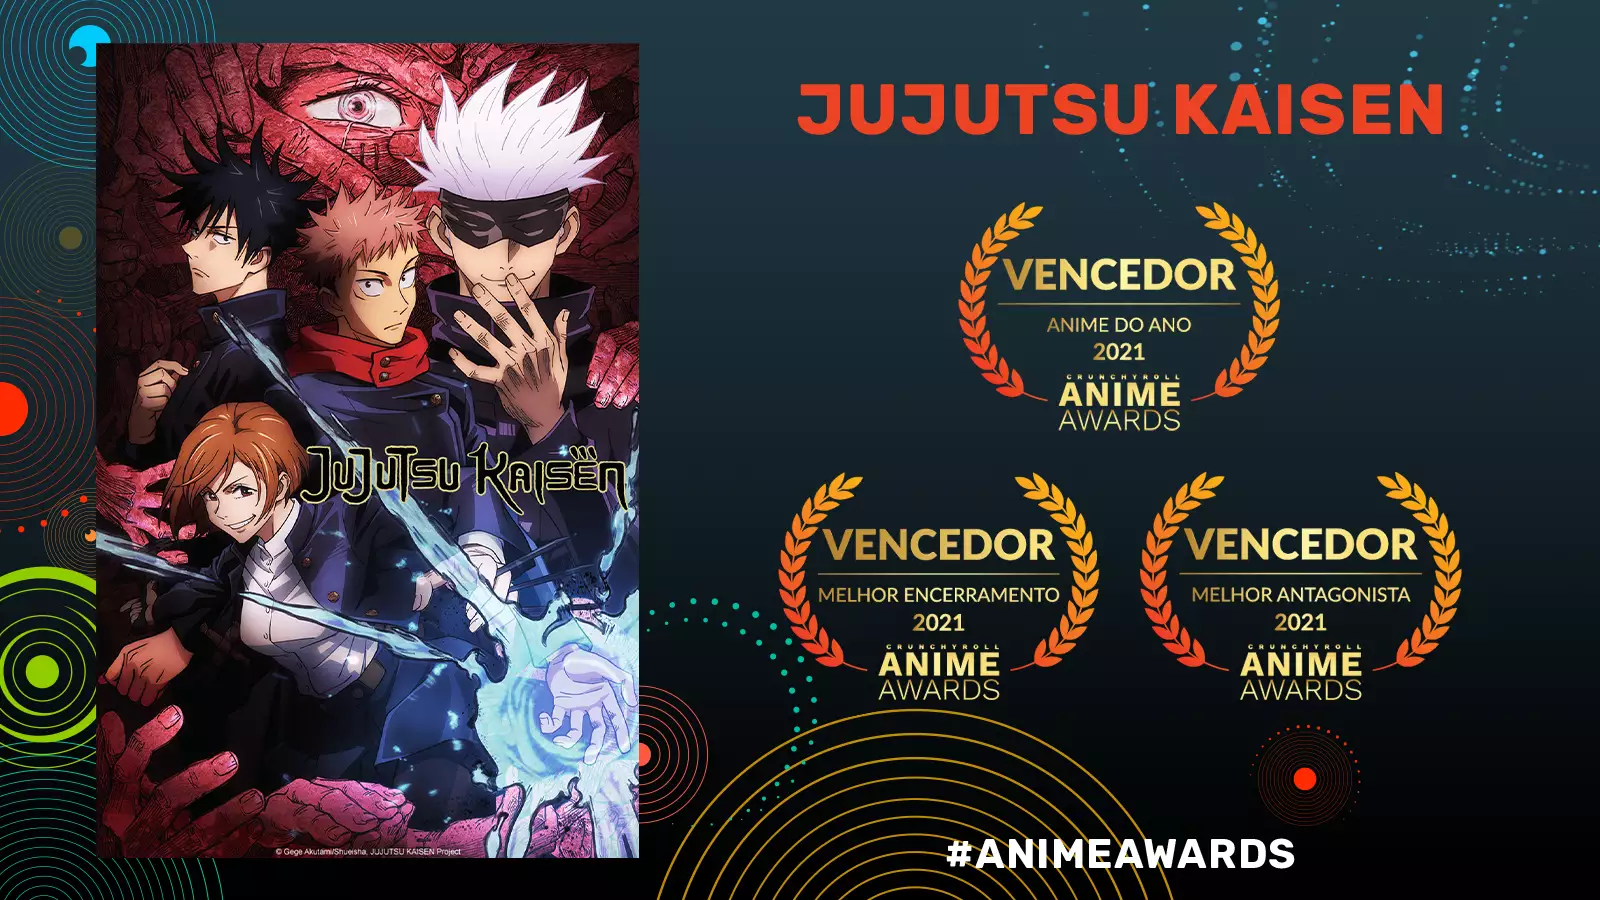 JUJUTSU KAISEN
VENCEDOR
ANIME DO ANO
2021
CRUNCHYROLL
ANIME
AWARDS
JUJUTSU KAISEN
VENCEDOR
MELHOR ENCERRAMENTO
2021
CRUNCHYROLL
ANIME
AWARDS
VENCEDOR
MELHOR ANTAGONISTA
2021
CRUNCHYROLL
ANIME
AWARDS
© Gege Akutami/Shueisha, JUJUTSU KAISEN Project
#ANIMEAWARDS